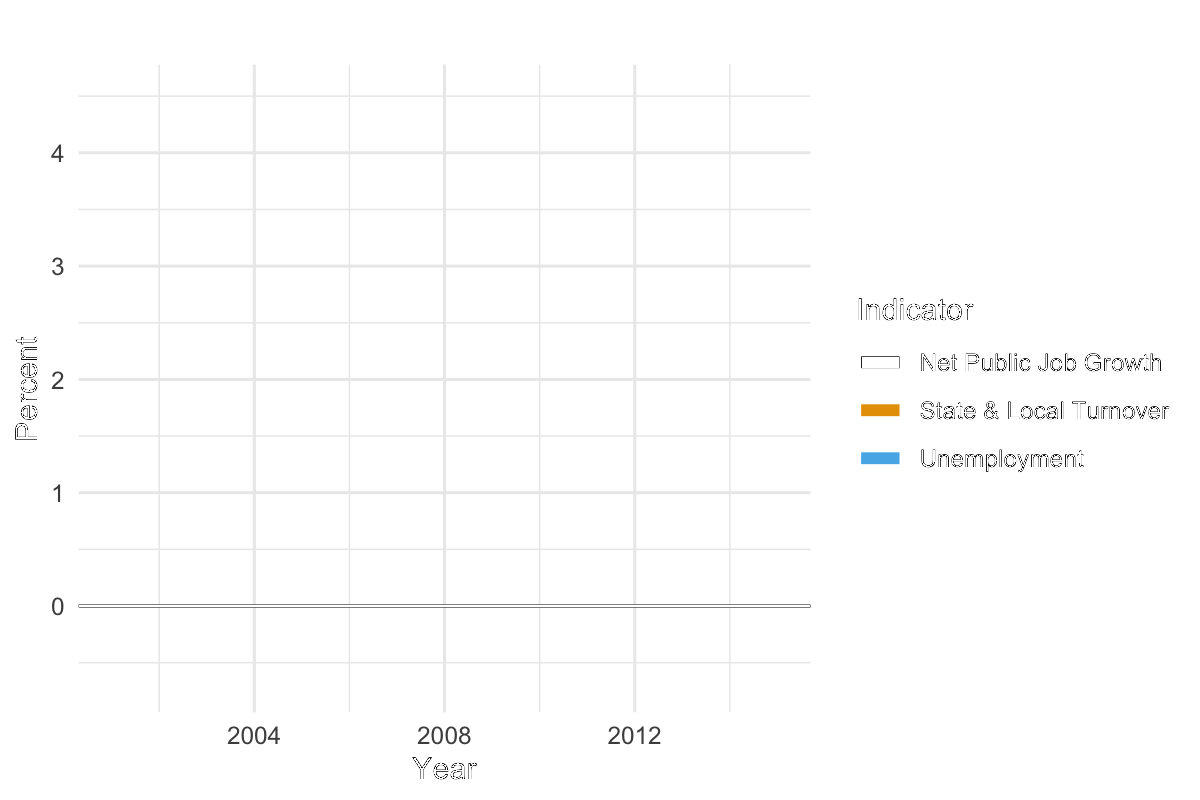 4
3
2
1
0
Percent
2004 2008 2012
Year
Indicator
Net Public Job Growth
State & Local Turnover
Unemployment